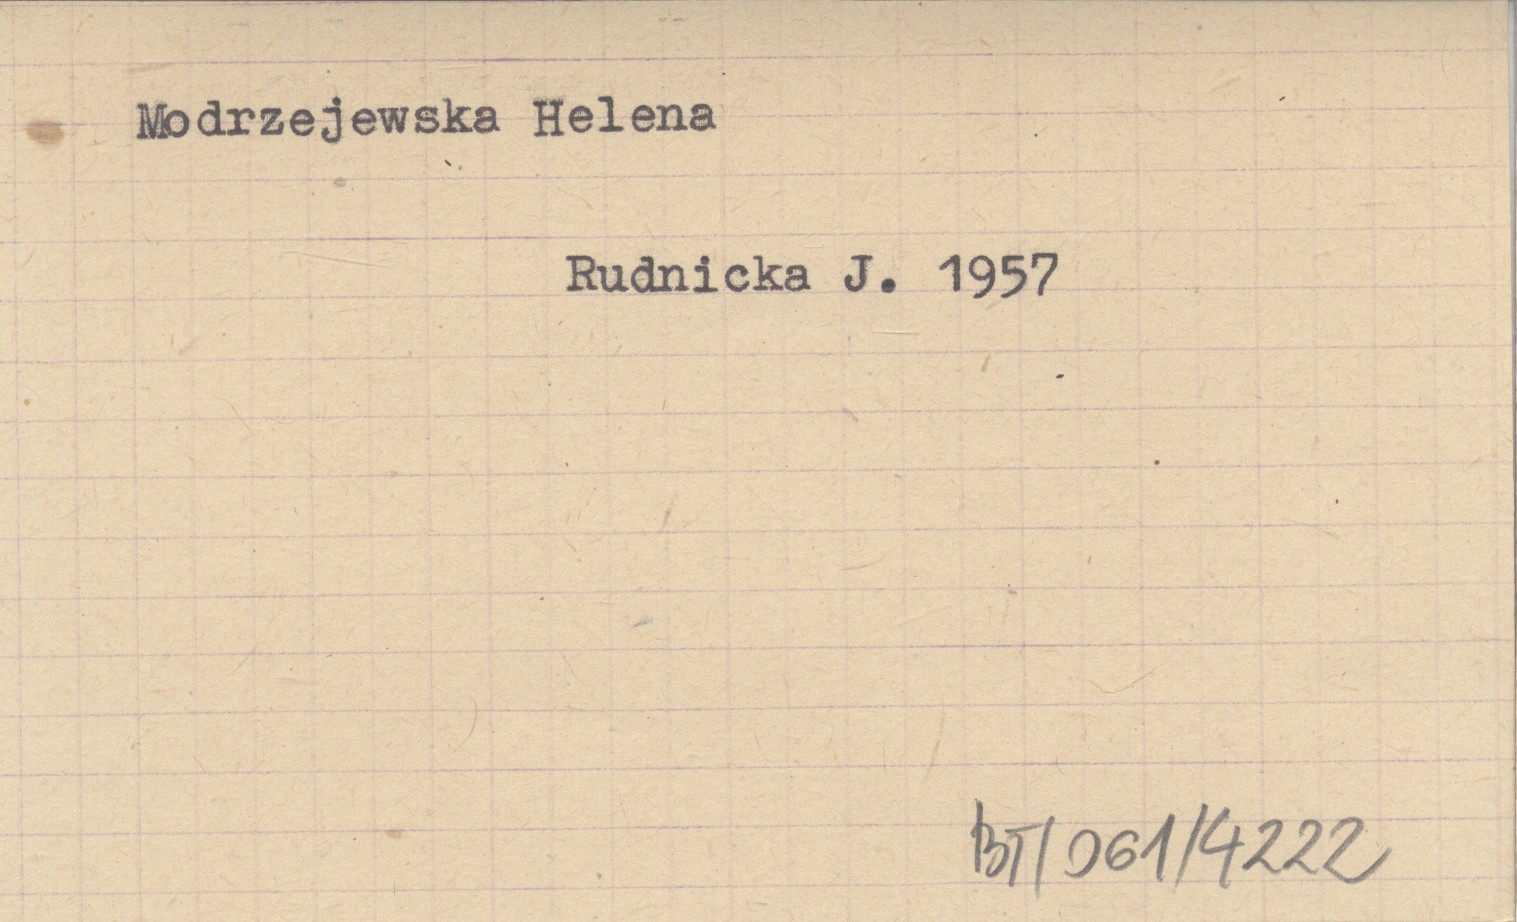 Modrzejewska Helena
Rudnicka J. 1957
BT/061/4222